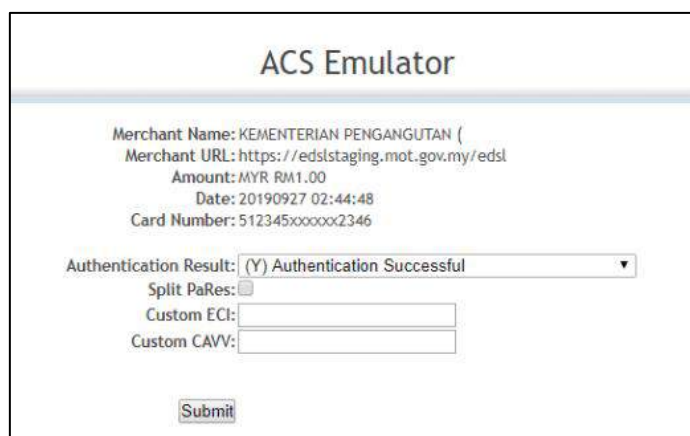 ACS Emulator
Merchant Name: KEMENTERIAN PENGANGUTAN (
Merchant URL: https://edslstaging.mot.gov.my/edsl
Amount: MYR RM1.00
Date: 20190927 02:44:48
Card Number: 512345xxxxxx2346
Authentication Result: (Y) Authentication Successful
Split PaRes:
Custom ECI:
Custom CAVV:
Submit